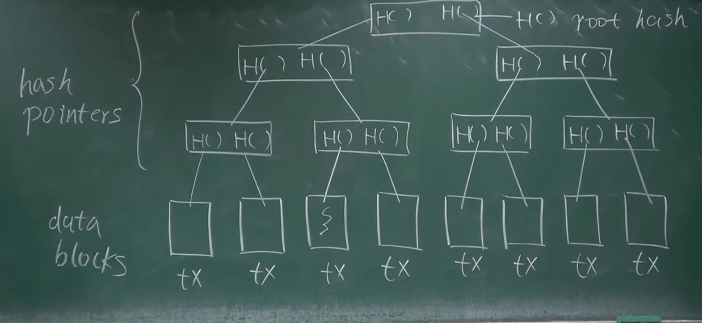 H( ) H( H( ) root hash
H( ) H( ) H( ) H( )
hash
pointers
H( ) H( ) H( ) H( ) H( ) H( ) H( ) H( )
data
blocks
tx tx tx tx tx tx tx tx